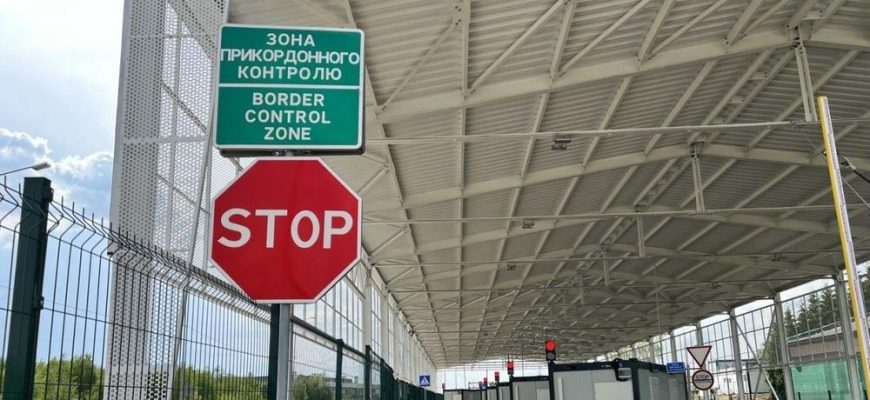 ЗОНА
ПРИКОРДОННОГО
КОНТРОЛЮ
BORDER
CONTROL
ZONE
STOP